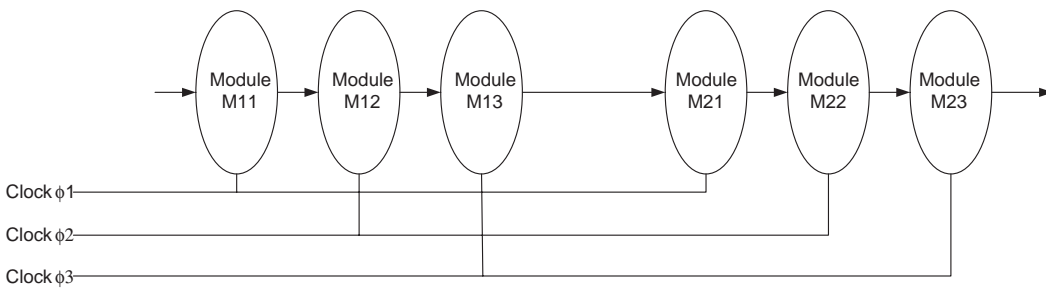 Module
M11
Module
M12
Module
M13
Module
M21
Module
M22
Module
M23
Clock ϕ1
Clock ϕ2
Clock ϕ3